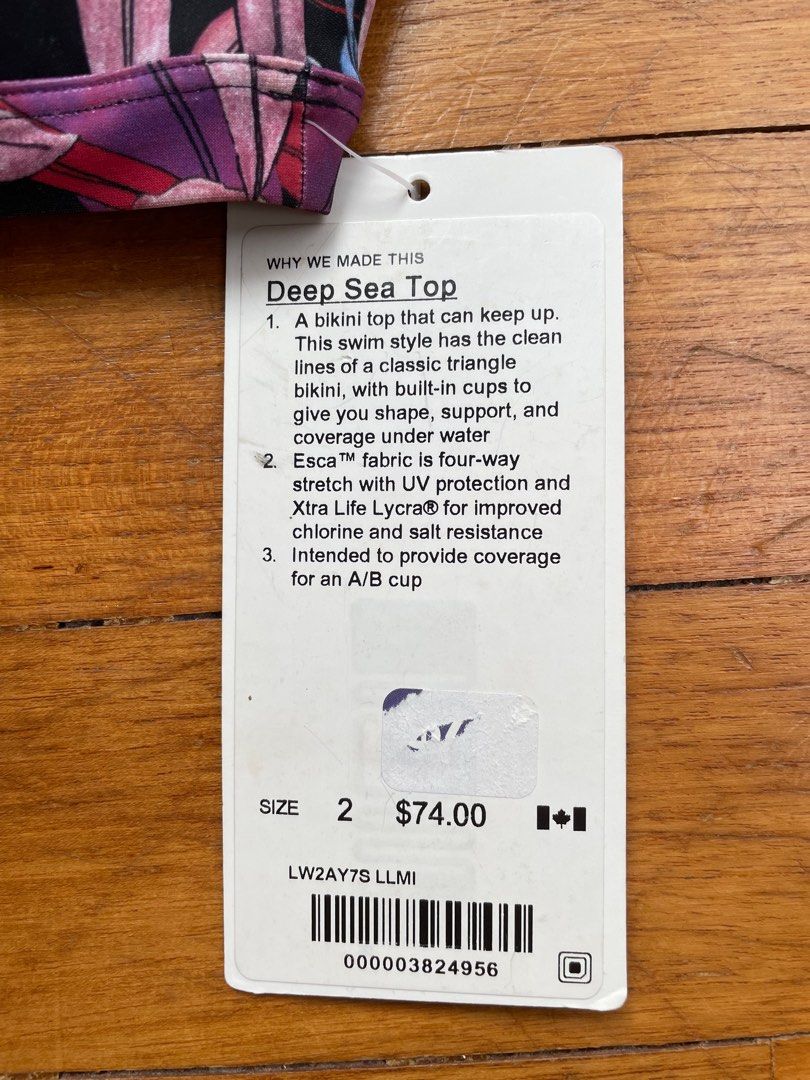 WHY WE MADE THIS
Deep Sea Top
1. A bikini top that can keep up.
This swim style has the clean
lines of a classic triangle
bikini, with built-in cups to
give you shape, support, and
coverage under water
2. Esca™ fabric is four-way
stretch with UV protection and
Xtra Life Lycra® for improved
chlorine and salt resistance
3. Intended to provide coverage
for an A/B cup
SIZE 2 $74.00
LW2AY7S LLMI
000003824956